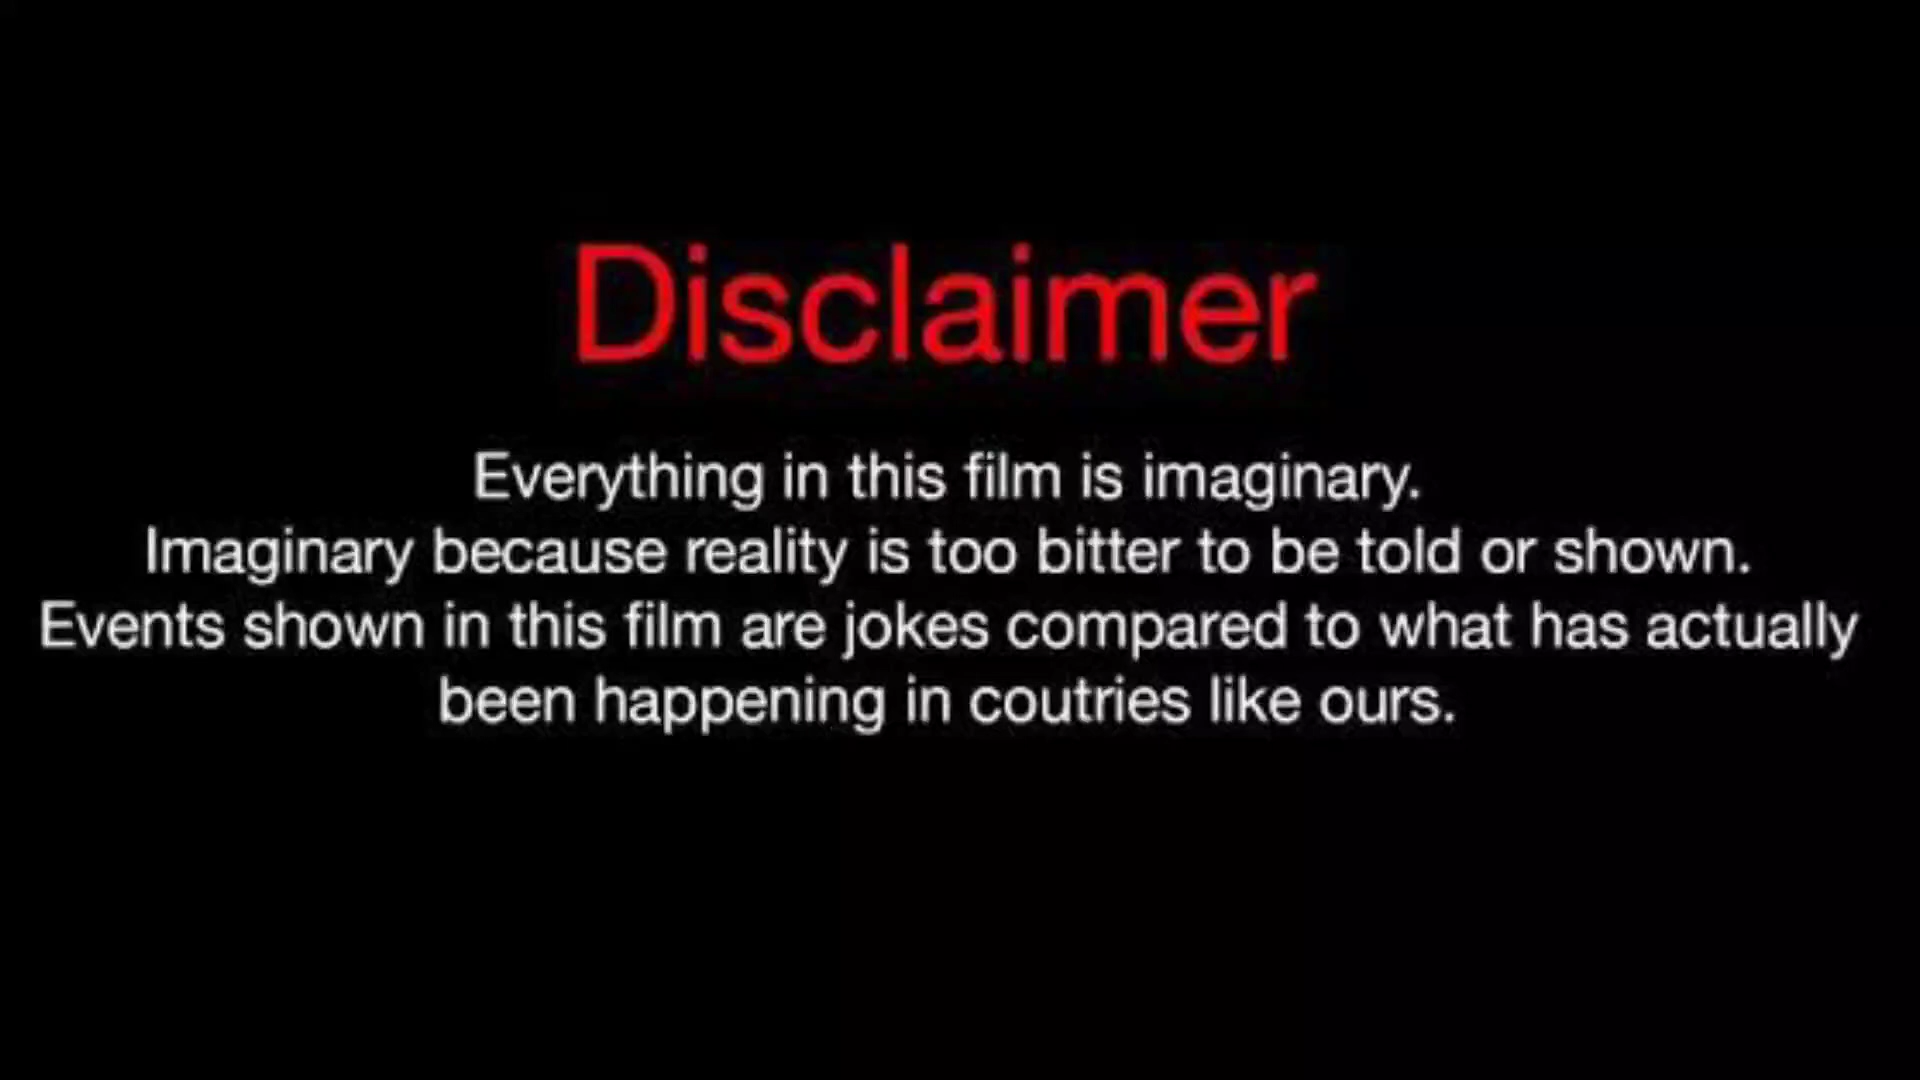 Disclaimer
Everything in this film is imaginary.
Imaginary because reality is too bitter to be told or shown.
Events shown in this film are jokes compared to what has actually
been happening in coutries like ours.